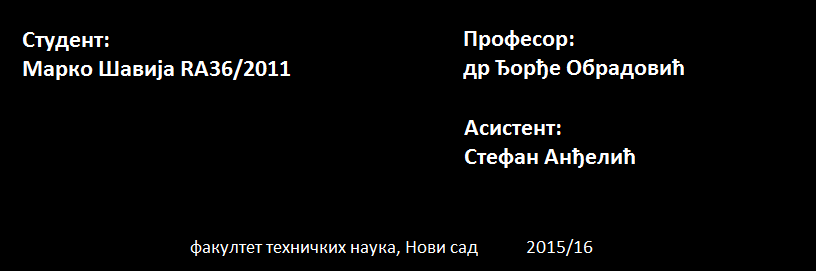 Студент:
Марко Шавија RA36/2011
Професор:
др Ђорђе Обрадовић
Асистент:
Стефан Анђелић
факултет техничких наука, Нови сад 2015/16